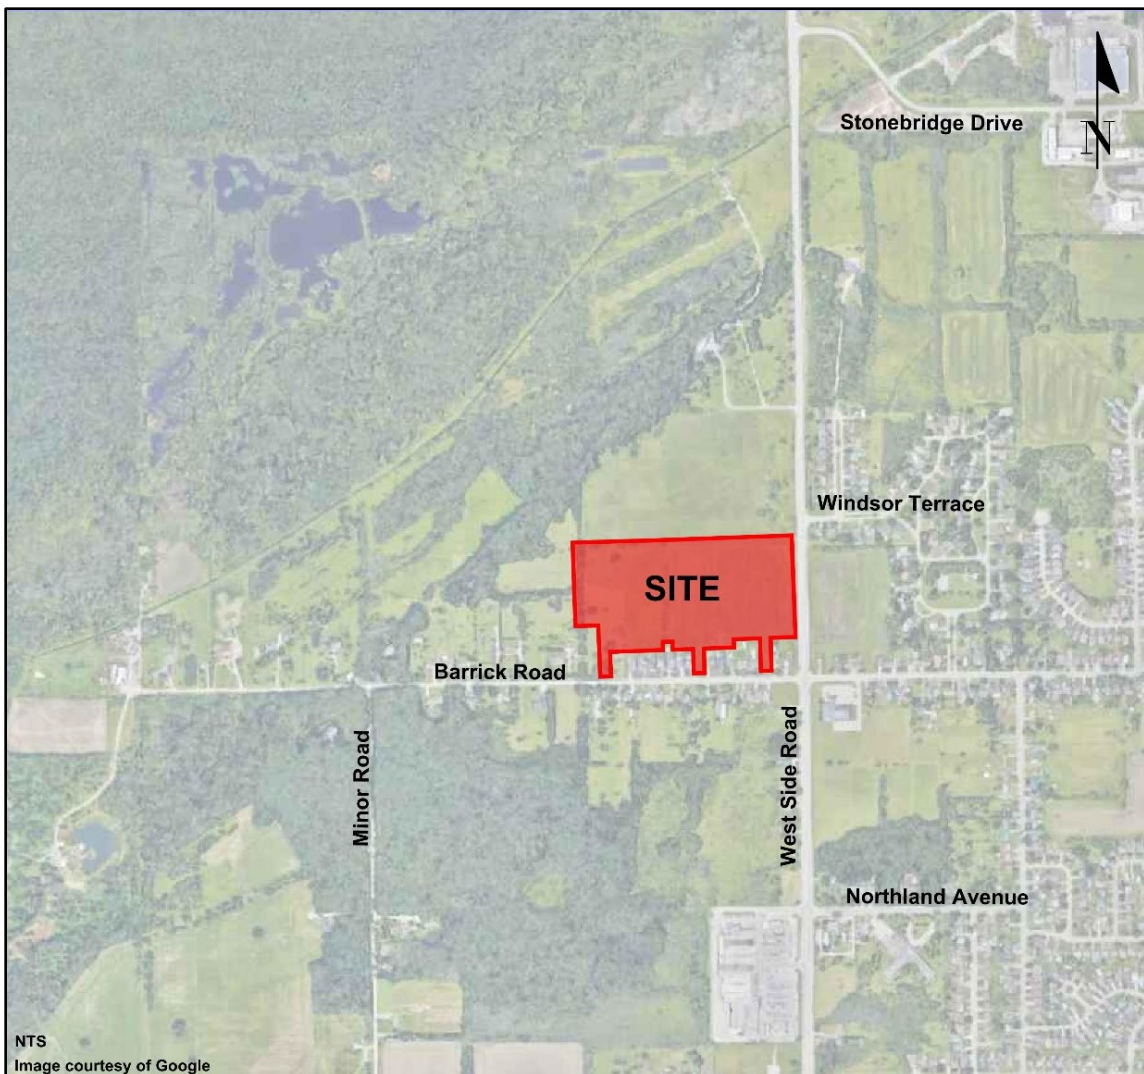 Stonebridge Drive
N
Windsor Terrace
SITE
Barrick Road
Minor Road
West Side Road
Northland Avenue
NTS
Image courtesy of Google